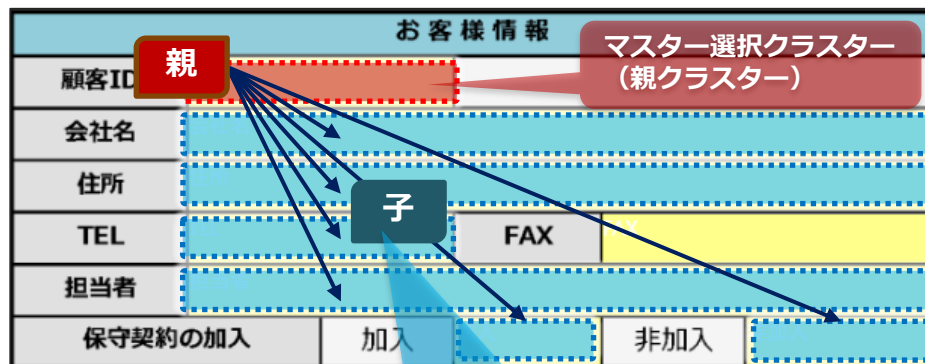 お客様情報
親
マスター選択クラスター
（親クラスター）
顧客ID
会社名
住所
子
TEL
FAX
担当者
保守契約の加入
加入
非加入